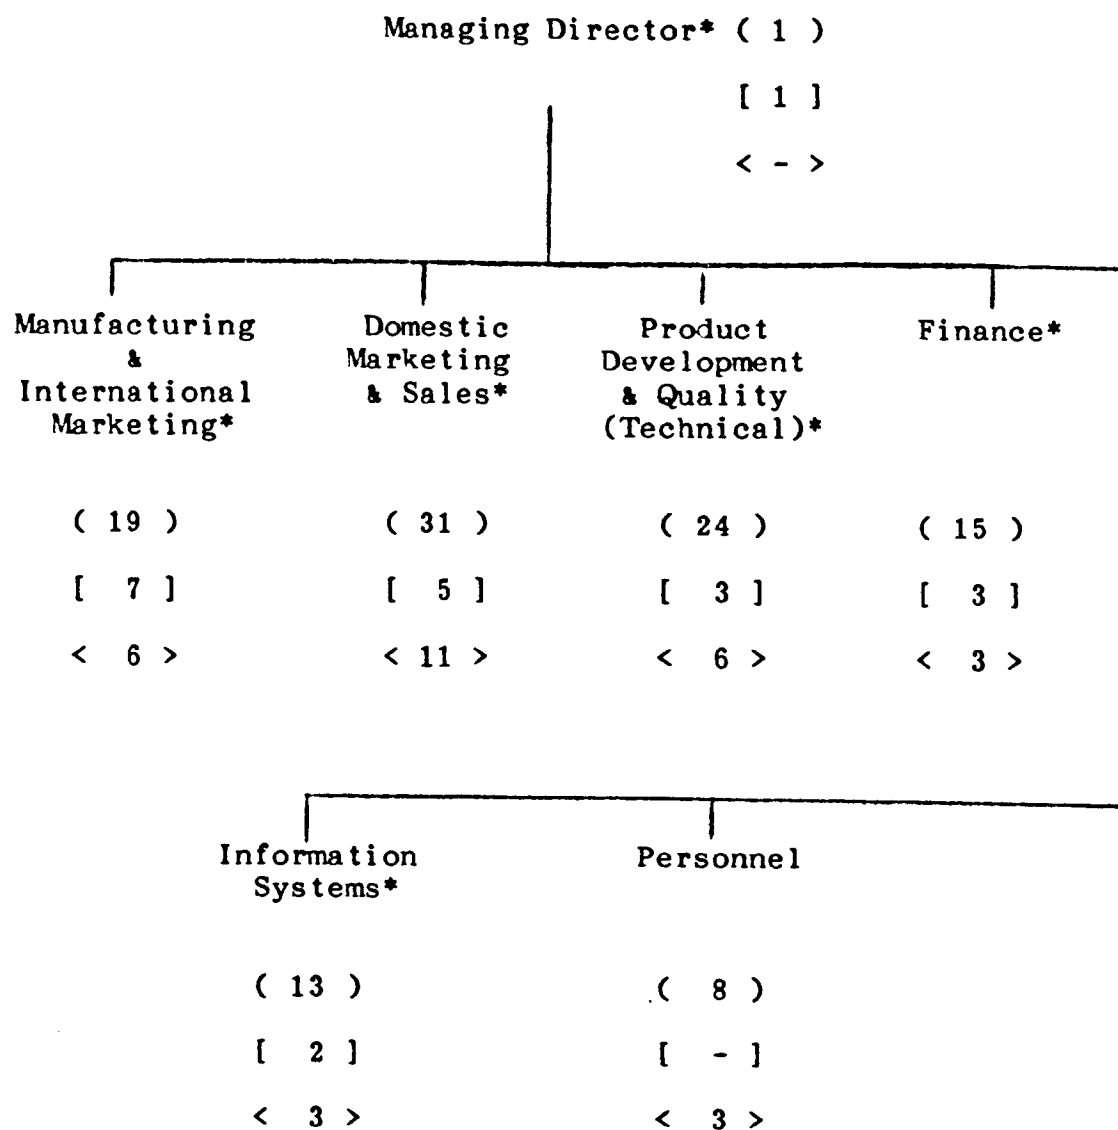 Managing Director* ( 1 )
[ 1 ]
< - >
Manufacturing
&
International
Marketing*
Domestic
Marketing
& Sales*
Product
Development
& Quality
(Technical)*
Finance*
( 19 ) ( 31 ) ( 24 ) ( 15 )
[ 7 ] [ 5 ] [ 3 ] [ 3 ]
< 6 > < 11 > < 6 > < 3 >
Information
Systems*
Personnel
( 13 ) ( 8 )
[ 2 ] [ - ]
< 3 > < 3 >